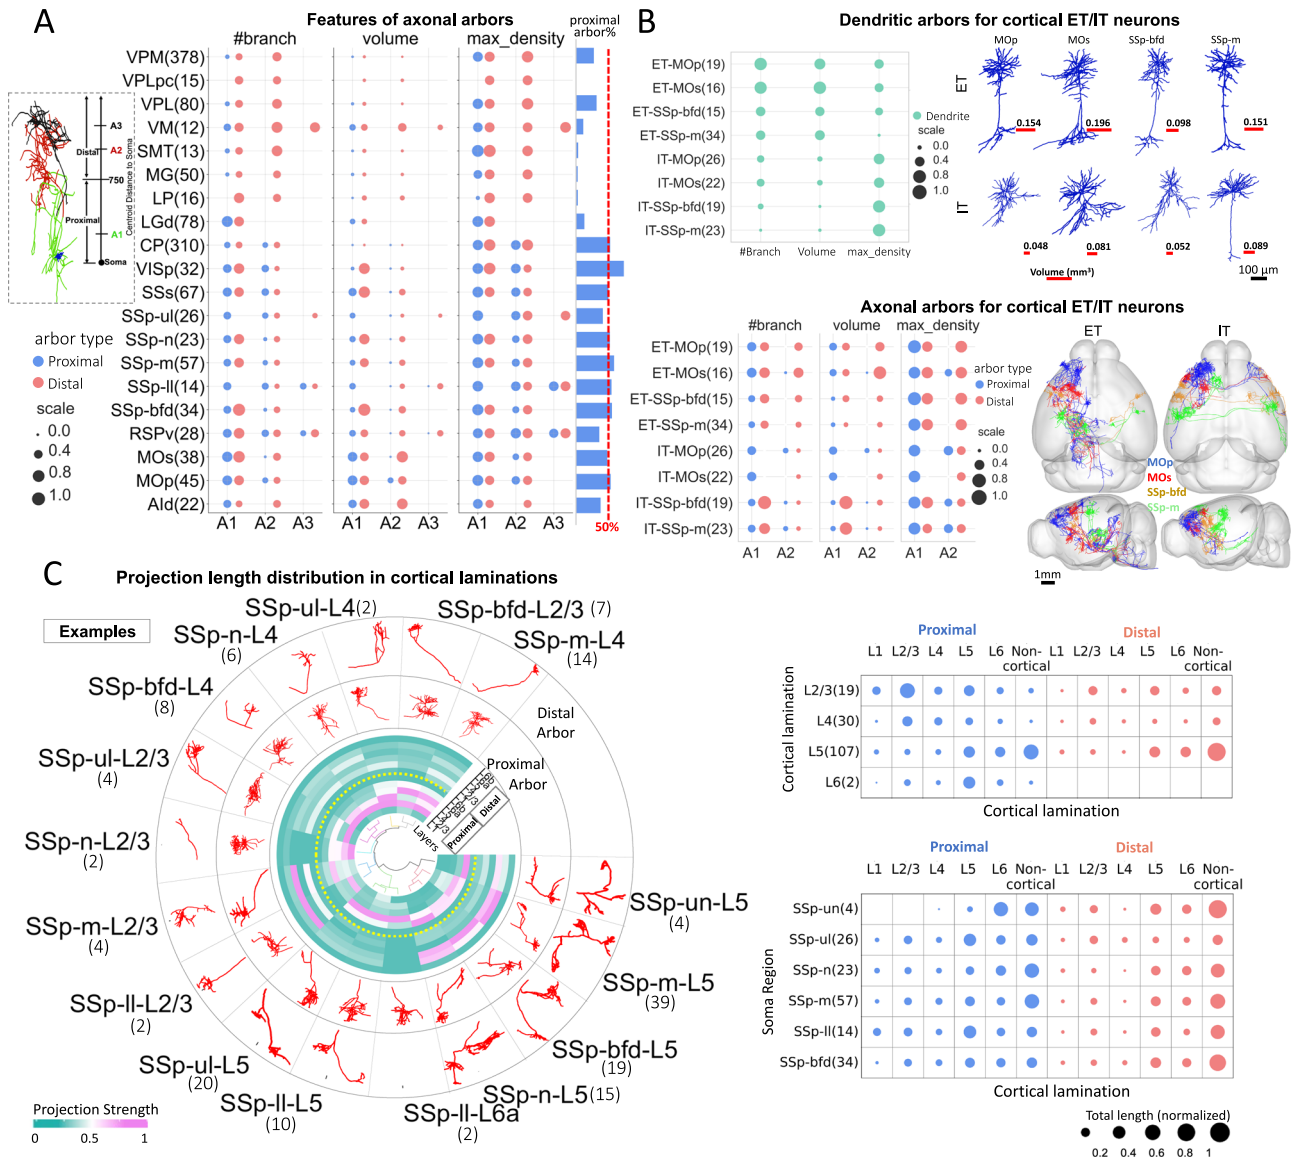 A
Features of axonal arbors
#branch volume max_density
proximal
arbor%
VPM(378)
VPLpc(15)
VPL(80)
VM(12)
SMT(13)
MG(50)
LP(16)
LGd(78)
CP(310)
VISp(32)
SSs(67)
SSp-ul(26)
SSp-n(23)
SSp-m(57)
SSp-ll(14)
SSp-bfd(34)
RSPv(28)
MOs(38)
MOp(45)
AId(22)
A1 A2 A3 A1 A2 A3 A1 A2 A3
50%
A3
Distal
A2
750
Proximal
A1
Soma
Centroid Distance to Soma
arbor type
Proximal
Distal
scale
0.0
0.4
0.8
1.0
B
Dendritic arbors for cortical ET/IT neurons
ET-MOp(19)
ET-MOs(16)
ET-SSp-bfd(15)
ET-SSp-m(34)
IT-MOp(26)
IT-MOs(22)
IT-SSp-bfd(19)
IT-SSp-m(23)
#Branch Volume max_density
Dendrite
scale
0.0
0.4
0.8
1.0
MOp MOs SSp-bfd SSp-m
ET
0.154 0.196 0.098 0.151
IT
0.048 0.081 0.052 0.089
Volume (mm³)
100 μm
Axonal arbors for cortical ET/IT neurons
#branch volume max_density
ET-MOp(19)
ET-MOs(16)
ET-SSp-bfd(15)
ET-SSp-m(34)
IT-MOp(26)
IT-MOs(22)
IT-SSp-bfd(19)
IT-SSp-m(23)
A1 A2 A1 A2 A1 A2
arbor type
Proximal
Distal
scale
0.0
0.4
0.8
1.0
ET IT
MOp
MOs
SSp-bfd
SSp-m
1mm
C
Projection length distribution in cortical laminations
Examples
SSp-ul-L4(2)
SSp-bfd-L2/3 (7)
SSp-n-L4
(6)
SSp-m-L4
(14)
SSp-bfd-L4
(8)
SSp-ul-L2/3
(4)
SSp-n-L2/3
(2)
SSp-m-L2/3
(4)
SSp-ll-L2/3
(2)
SSp-ul-L5
(20)
SSp-ll-L5
(10)
SSp-ll-L6a
(2)
SSp-n-L5(15)
SSp-bfd-L5
(19)
SSp-m-L5
(39)
SSp-un-L5
(4)
Distal
Arbor
Proximal
Arbor
Layers
Proximal
Distal
Projection Strength
0 0.5 1
Proximal Distal
L1 L2/3 L4 L5 L6 Non-cortical L1 L2/3 L4 L5 L6 Non-cortical
Cortical lamination
L2/3(19)
L4(30)
L5(107)
L6(2)
Cortical lamination
Proximal Distal
L1 L2/3 L4 L5 L6 Non-cortical L1 L2/3 L4 L5 L6 Non-cortical
Soma Region
SSp-un(4)
SSp-ul(26)
SSp-n(23)
SSp-m(57)
SSp-ll(14)
SSp-bfd(34)
Cortical lamination
Total length (normalized)
0.2 0.4 0.6 0.8 1